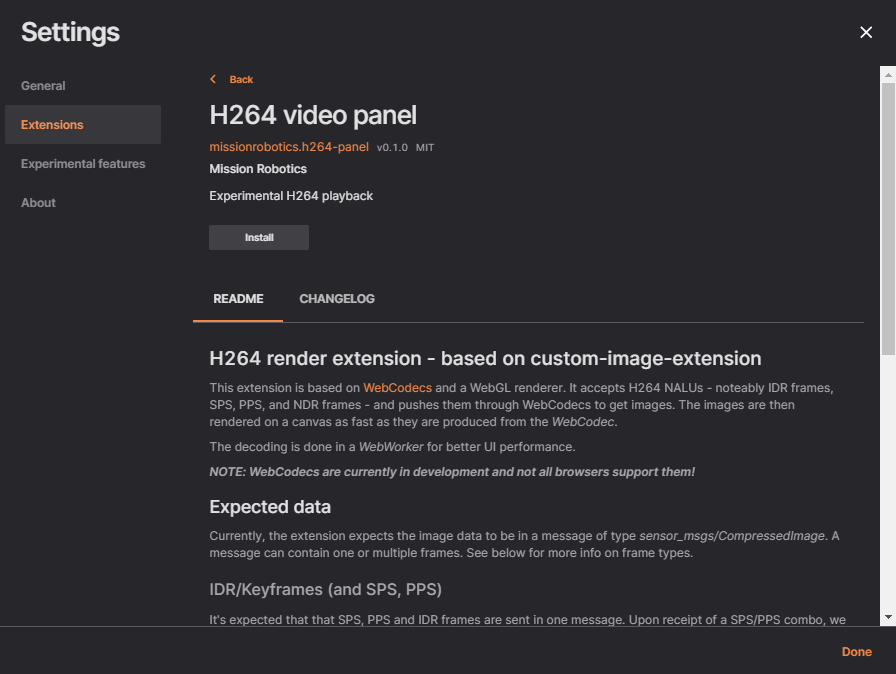 Settings
General
Extensions
Experimental features
About
Back
H264 video panel
missionrobotics.h264-panel v0.1.0 MIT
Mission Robotics
Experimental H264 playback
Install
README CHANGELOG
H264 render extension - based on custom-image-extension
This extension is based on WebCodecs and a WebGL renderer. It accepts H264 NALUs - noteably IDR frames,
SPS, PPS, and NDR frames - and pushes them through WebCodecs to get images. The images are then
rendered on a canvas as fast as they are produced from the WebCodec.
The decoding is done in a WebWorker for better UI performance.
NOTE: WebCodecs are currently in development and not all browsers support them!
Expected data
Currently, the extension expects the image data to be in a message of type sensor_msgs/CompressedImage. A
message can contain one or multiple frames. See below for more info on frame types.
IDR/Keyframes (and SPS, PPS)
It's expected that that SPS, PPS and IDR frames are sent in one message. Upon receipt of a SPS/PPS combo, we
Done